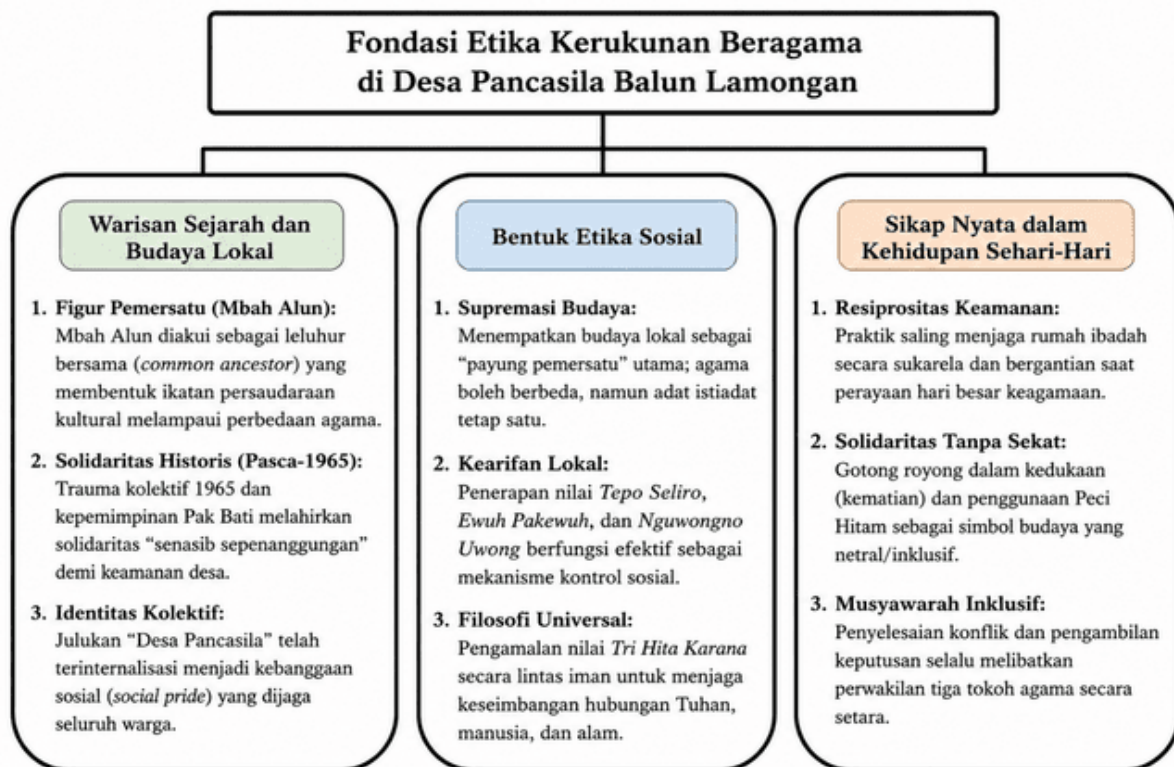 Fondasi Etika Kerukunan Beragama
di Desa Pancasila Balun Lamongan
Warisan Sejarah dan
Budaya Lokal
1. Figur Pemersatu (Mbah Alun):
Mbah Alun diakui sebagai leluhur
bersama (common ancestor) yang
membentuk ikatan persaudaraan
kultural melampaui perbedaan agama.
2. Solidaritas Historis (Pasca-1965):
Trauma kolektif 1965 dan
kepemimpinan Pak Bati melahirkan
solidaritas “senasib sepenanggungan”
demi keamanan desa.
3. Identitas Kolektif:
Julukan “Desa Pancasila” telah
terinternalisasi menjadi kebanggaan
sosial (social pride) yang dijaga
seluruh warga.
Bentuk Etika Sosial
1. Supremasi Budaya:
Menempatkan budaya lokal sebagai
“payung pemersatu” utama; agama
boleh berbeda, namun adat istiadat
tetap satu.
2. Kearifan Lokal:
Penerapan nilai Tepo Seliro,
Ewuh Pakewuh, dan Nguwongno
Uwong berfungsi efektif sebagai
mekanisme kontrol sosial.
3. Filosofi Universal:
Pengamalan nilai Tri Hita Karana
secara lintas iman untuk menjaga
keseimbangan hubungan Tuhan,
manusia, dan alam.
Sikap Nyata dalam
Kehidupan Sehari-Hari
1. Resiprositas Keamanan:
Praktik saling menjaga rumah ibadah
secara sukarela dan bergantian saat
perayaan hari besar keagamaan.
2. Solidaritas Tanpa Sekat:
Gotong royong dalam kedukaan
(kematian) dan penggunaan Peci
Hitam sebagai simbol budaya yang
netral/inklusif.
3. Musyawarah Inklusif:
Penyelesaian konflik dan pengambilan
keputusan selalu melibatkan
perwakilan tiga tokoh agama secara
setara.